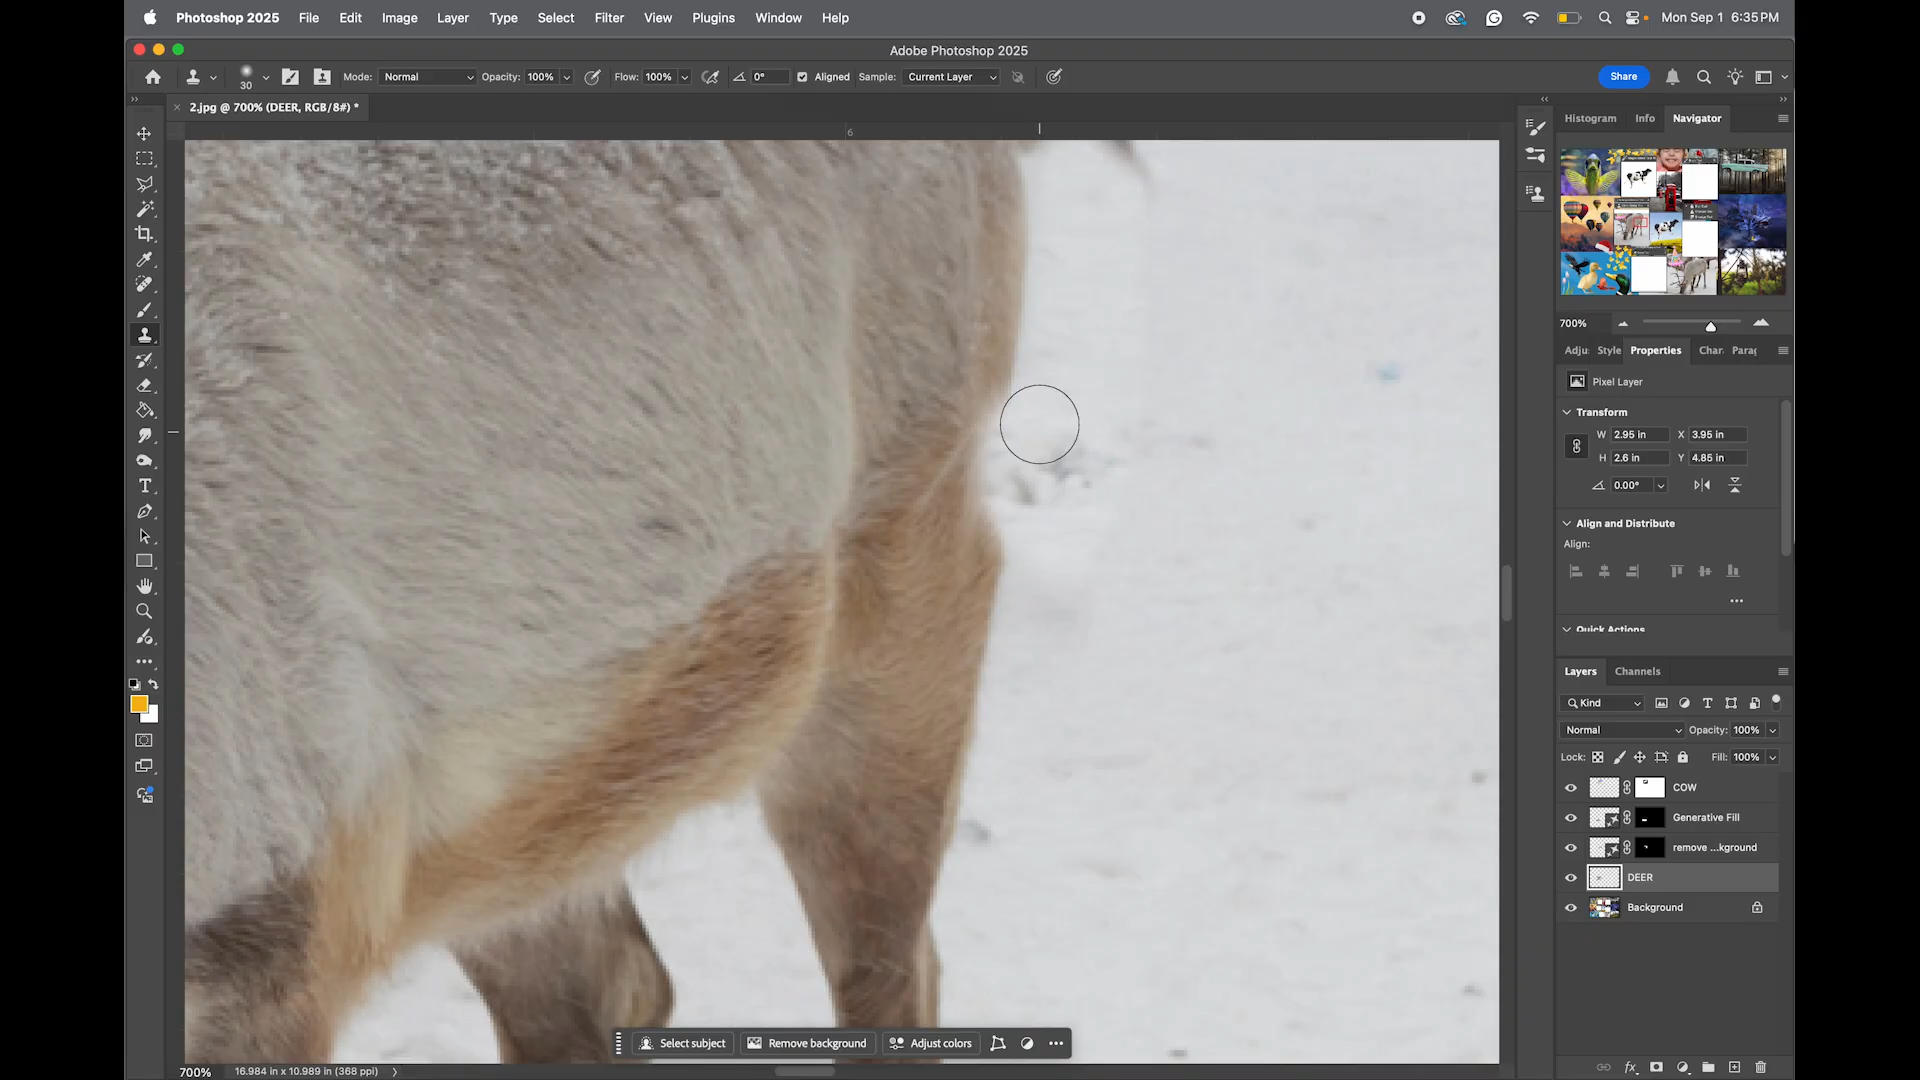 Photoshop 2025 File Edit Image Layer Type Select Filter View Plugins Window Help Mon Sep 1 6:35 PM
Adobe Photoshop 2025
30 Mode: Normal Opacity: 100% Flow: 100% 0° Aligned Sample: Current Layer Share
2.jpg @ 700% (DEER, RGB/8#) *
Histogram Info Navigator
6
700%
Adju Style Properties Char Parag
Pixel Layer
Transform
W 2.95 in X 3.95 in
H 2.6 in Y 4.85 in
0.00°
Align and Distribute
Align:
Quick Actions
Layers Channels
Kind
Normal Opacity: 100%
Lock: Fill: 100%
COW
Generative Fill
remove ...kground
DEER
Background
Select subject Remove background Adjust colors
700% 16.984 in x 10.989 in (368 ppi)